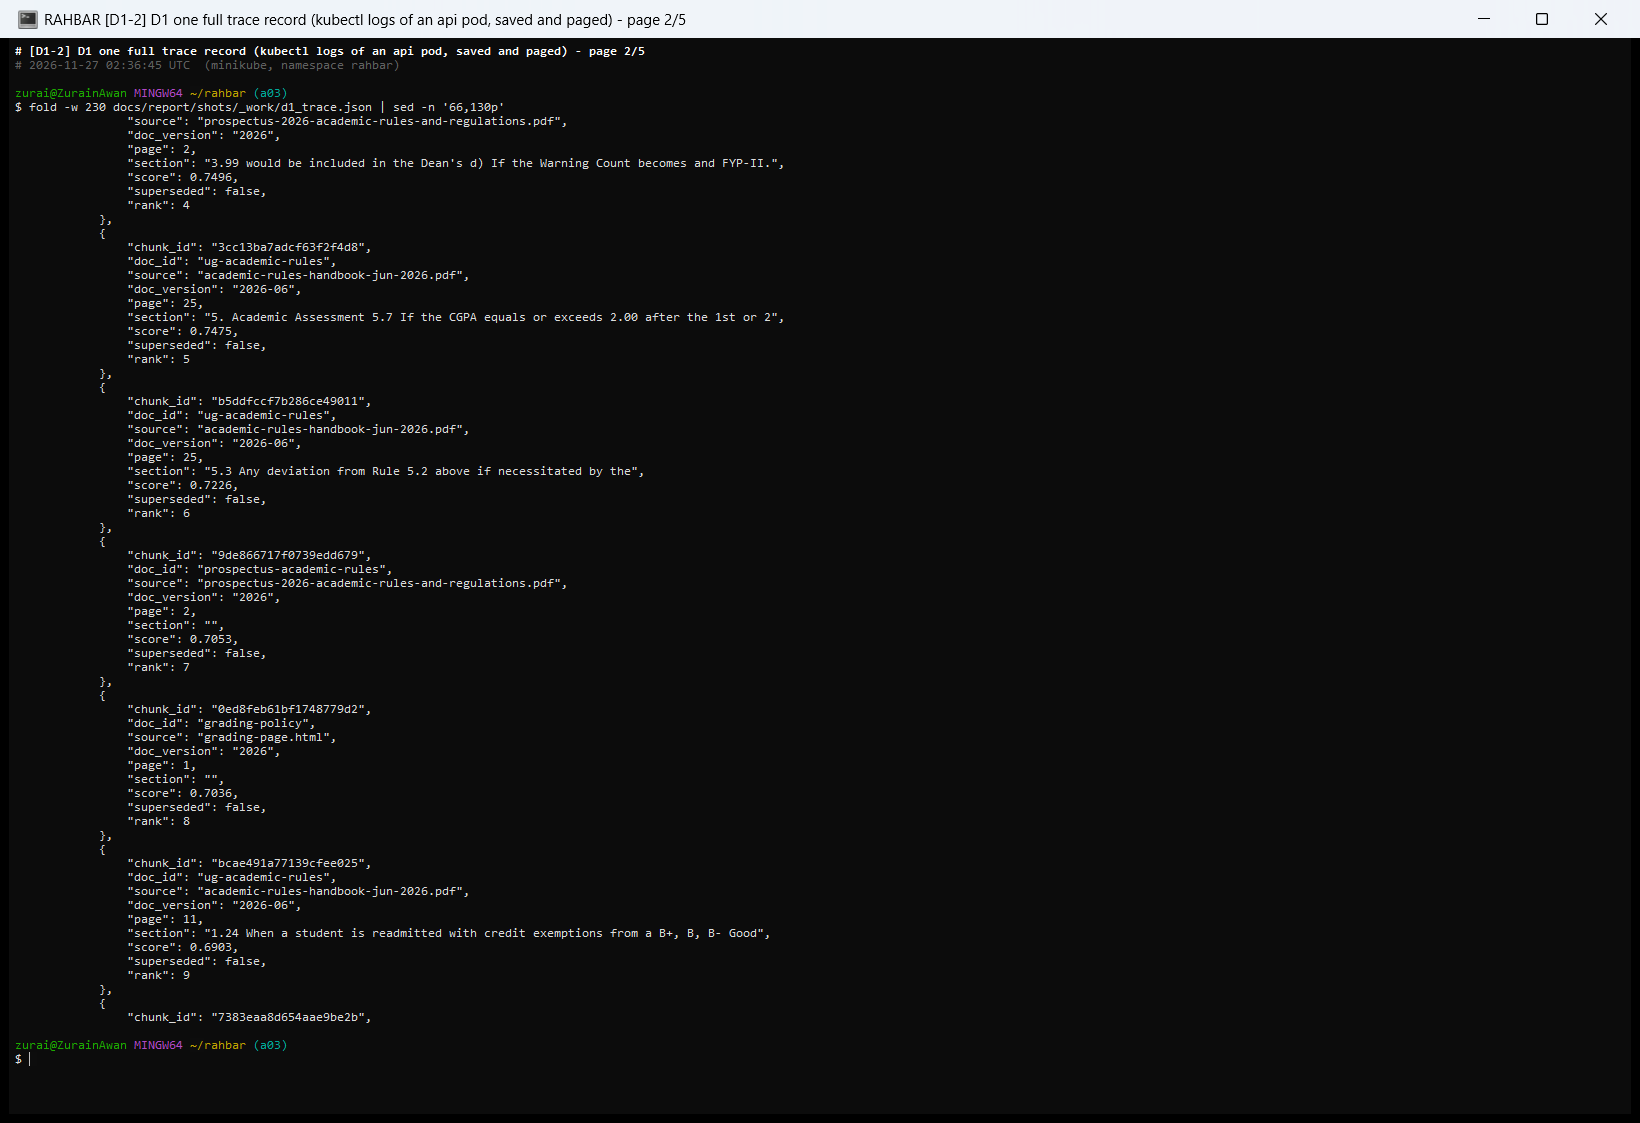 RAHBAR [D1-2] D1 one full trace record (kubectl logs of an api pod, saved and paged) - page 2/5
# [D1-2] D1 one full trace record (kubectl logs of an api pod, saved and paged) - page 2/5
# 2026-11-27 02:36:45 UTC  (minikube, namespace rahbar)
zurai@ZurainAwan MINGW64 ~/rahbar (a03)
$ fold -w 230 docs/report/shots/_work/d1_trace.json | sed -n '66,130p'
"source": "prospectus-2026-academic-rules-and-regulations.pdf",
"doc_version": "2026",
"page": 2,
"section": "3.99 would be included in the Dean's d) If the Warning Count becomes and FYP-II.",
"score": 0.7496,
"superseded": false,
"rank": 4
},
{
"chunk_id": "3cc13ba7adcf63f2f4d8",
"doc_id": "ug-academic-rules",
"source": "academic-rules-handbook-jun-2026.pdf",
"doc_version": "2026-06",
"page": 25,
"section": "5. Academic Assessment 5.7 If the CGPA equals or exceeds 2.00 after the 1st or 2",
"score": 0.7475,
"superseded": false,
"rank": 5
},
{
"chunk_id": "b5ddfccf7b286ce49011",
"doc_id": "ug-academic-rules",
"source": "academic-rules-handbook-jun-2026.pdf",
"doc_version": "2026-06",
"page": 25,
"section": "5.3 Any deviation from Rule 5.2 above if necessitated by the",
"score": 0.7226,
"superseded": false,
"rank": 6
},
{
"chunk_id": "9de866717f0739edd679",
"doc_id": "prospectus-academic-rules",
"source": "prospectus-2026-academic-rules-and-regulations.pdf",
"doc_version": "2026",
"page": 2,
"section": "",
"score": 0.7053,
"superseded": false,
"rank": 7
},
{
"chunk_id": "0ed8feb61bf1748779d2",
"doc_id": "grading-policy",
"source": "grading-page.html",
"doc_version": "2026",
"page": 1,
"section": "",
"score": 0.7036,
"superseded": false,
"rank": 8
},
{
"chunk_id": "bcae491a77139cfee025",
"doc_id": "ug-academic-rules",
"source": "academic-rules-handbook-jun-2026.pdf",
"doc_version": "2026-06",
"page": 11,
"section": "1.24 When a student is readmitted with credit exemptions from a B+, B, B- Good",
"score": 0.6903,
"superseded": false,
"rank": 9
},
{
"chunk_id": "7383eaa8d654aae9be2b",
zurai@ZurainAwan MINGW64 ~/rahbar (a03)
$